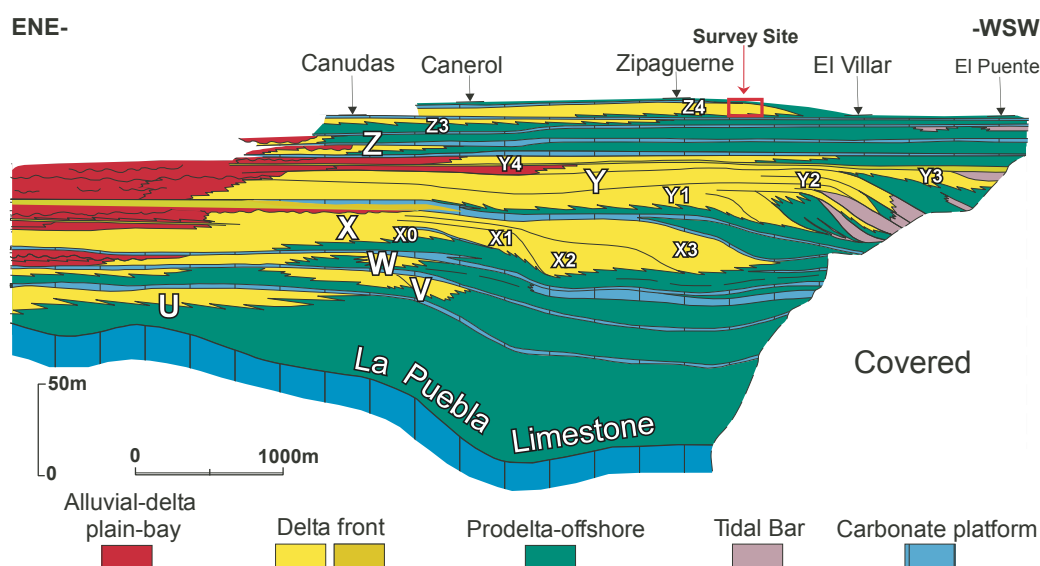 ENE-
-WSW
Survey Site
Canudas
Canerol
Zipaguerne
El Villar
El Puente
Z4
Z3
Z
Y4
Y
Y3
Y2
Y1
X
X0
X1
X2
X3
W
V
U
La Puebla Limestone
Covered
50m
0
0
1000m
Alluvial-delta
plain-bay
Delta front
Prodelta-offshore
Tidal Bar
Carbonate platform